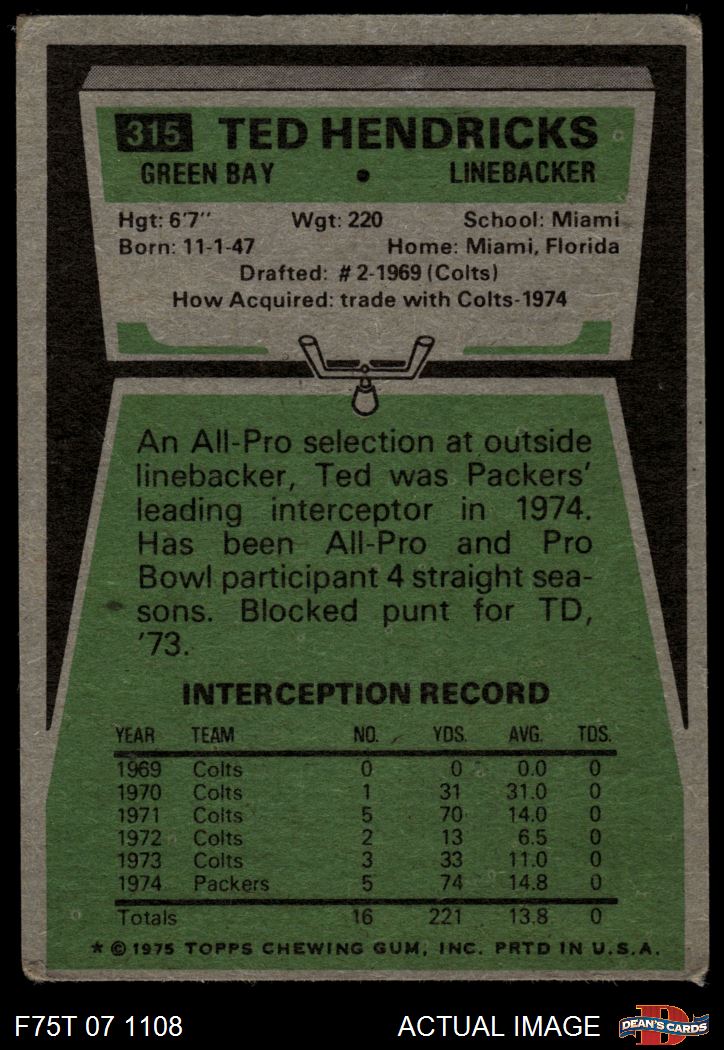 315 TED HENDRICKS
GREEN BAY • LINEBACKER
Hgt: 6'7" Wgt: 220 School: Miami
Born: 11-1-47 Home: Miami, Florida
Drafted: #2-1969 (Colts)
How Acquired: trade with Colts-1974
An All-Pro selection at outside
linebacker, Ted was Packers'
leading interceptor in 1974.
Has been All-Pro and Pro
Bowl participant 4 straight sea-
sons. Blocked punt for TD,
'73.
INTERCEPTION RECORD
YEAR TEAM NO. YDS. AVG. TDS.
1969 Colts 0 0 0.0 0
1970 Colts 1 31 31.0 0
1971 Colts 5 70 14.0 0
1972 Colts 2 13 6.5 0
1973 Colts 3 33 11.0 0
1974 Packers 5 74 14.8 0
Totals 16 221 13.8 0
* © 1975 TOPPS CHEWING GUM, INC. PRTD IN U.S.A.
F75T 07 1108 ACTUAL IMAGE D DEAN'S CARDS